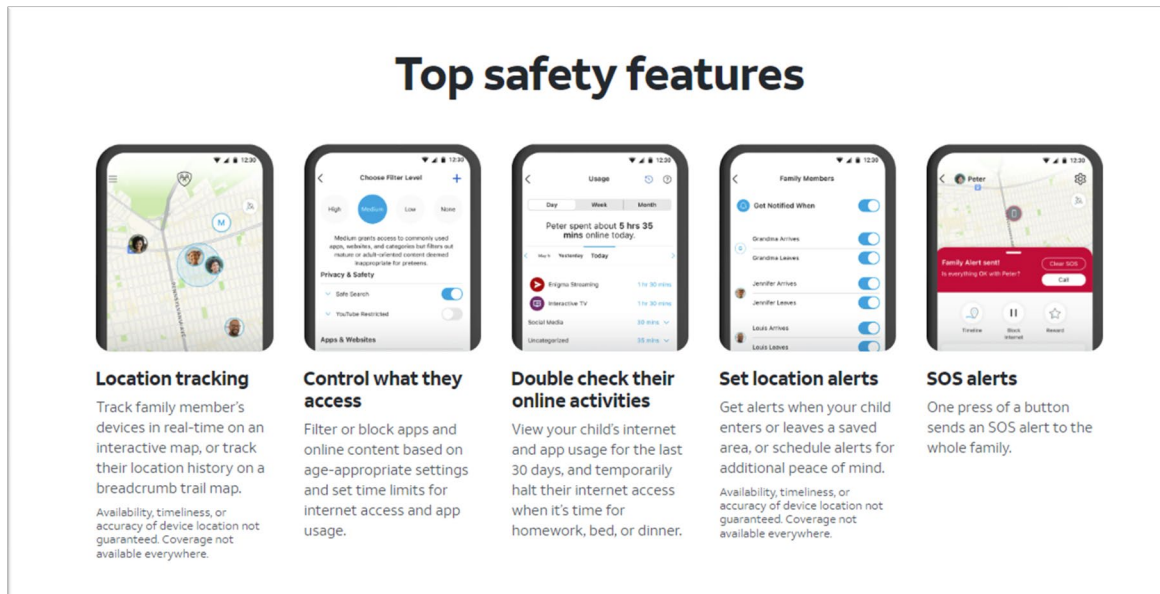 Top safety features
12:30
M
Location tracking
Track family member's
devices in real-time on an
interactive map, or track
their location history on a
breadcrumb trail map.
Availability, timeliness, or
accuracy of device location not
guaranteed. Coverage not
available everywhere.
12:30
Choose Filter Level
High
Medium
Low
None
Medium grants access to commonly used
apps, websites, and categories but filters out
mature or adult-oriented content deemed
inappropriate for preteens.
Privacy & Safety
Safe Search
YouTube Restricted
Apps & Websites
Control what they
access
Filter or block apps and
online content based on
age-appropriate settings
and set time limits for
internet access and app
usage.
12:30
Usage
Day
Week
Month
Peter spent about 5 hrs 35
mins online today.
Yesterday
Today
Enigma Streaming 1 hr 30 mins
Interactive TV 1 hr 30 mins
Social Media
Uncategorized 35 mins
Double check their
online activities
View your child's internet
and app usage for the last
30 days, and temporarily
halt their internet access
when it's time for
homework, bed, or dinner.
12:30
Family Members
Get Notified When
Grandma Arrives
Grandma Leaves
Jennifer Arrives
Jennifer Leaves
Louis Arrives
Louis Leaves
Set location alerts
Get alerts when your child
enters or leaves a saved
area, or schedule alerts for
additional peace of mind.
Availability, timeliness, or
accuracy of device location not
guaranteed. Coverage not
available everywhere.
12:30
Peter
Family Alert sent!
Is everything OK with Peter?
Clear SOS
Call
Timeline
Block
Internet
Reward
SOS alerts
One press of a button
sends an SOS alert to the
whole family.